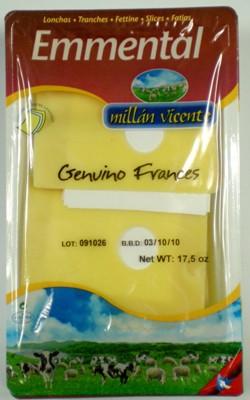 Lonchas • Tranches • Fettine • Slices • Fatias
Emmental
millán vicente
Genuino Frances
LOT: 091026 B.B.D: 03/10/10
Net WT: 17,5 oz